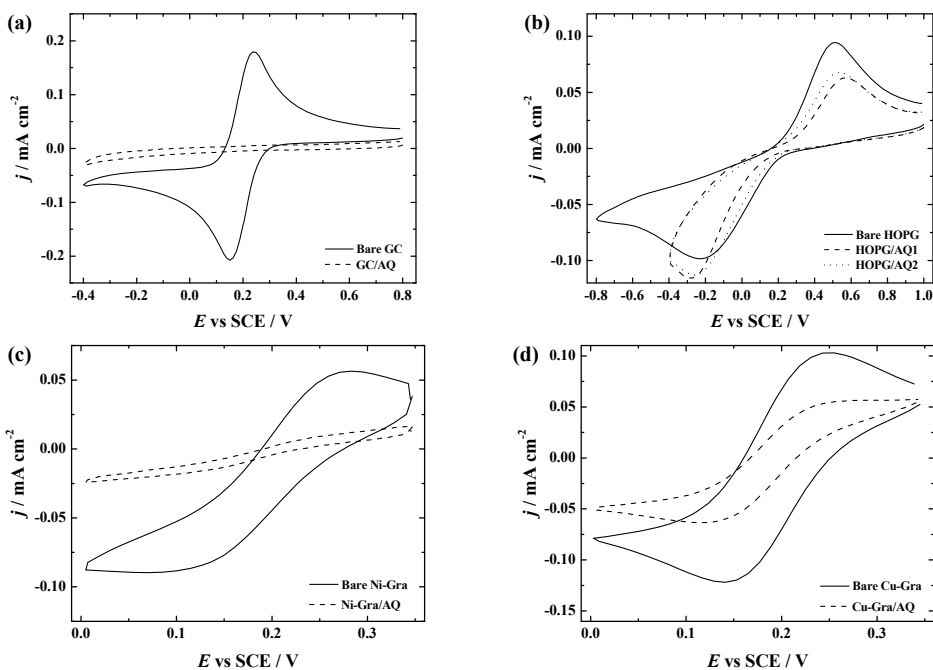 (a)
0.2
0.1
0.0
-0.1
-0.2
j / mA cm⁻²
Bare GC
GC/AQ
-0.4 -0.2 0.0 0.2 0.4 0.6 0.8
E vs SCE / V
(b)
0.10
0.05
0.00
-0.05
-0.10
j / mA cm⁻²
Bare HOPG
HOPG/AQ1
HOPG/AQ2
-0.8 -0.6 -0.4 -0.2 0.0 0.2 0.4 0.6 0.8 1.0
E vs SCE / V
(c)
0.05
0.00
-0.05
-0.10
j / mA cm⁻²
Bare Ni-Gra
Ni-Gra/AQ
0.0 0.1 0.2 0.3
E vs SCE / V
(d)
0.10
0.05
0.00
-0.05
-0.10
-0.15
j / mA cm⁻²
Bare Cu-Gra
Cu-Gra/AQ
0.0 0.1 0.2 0.3
E vs SCE / V